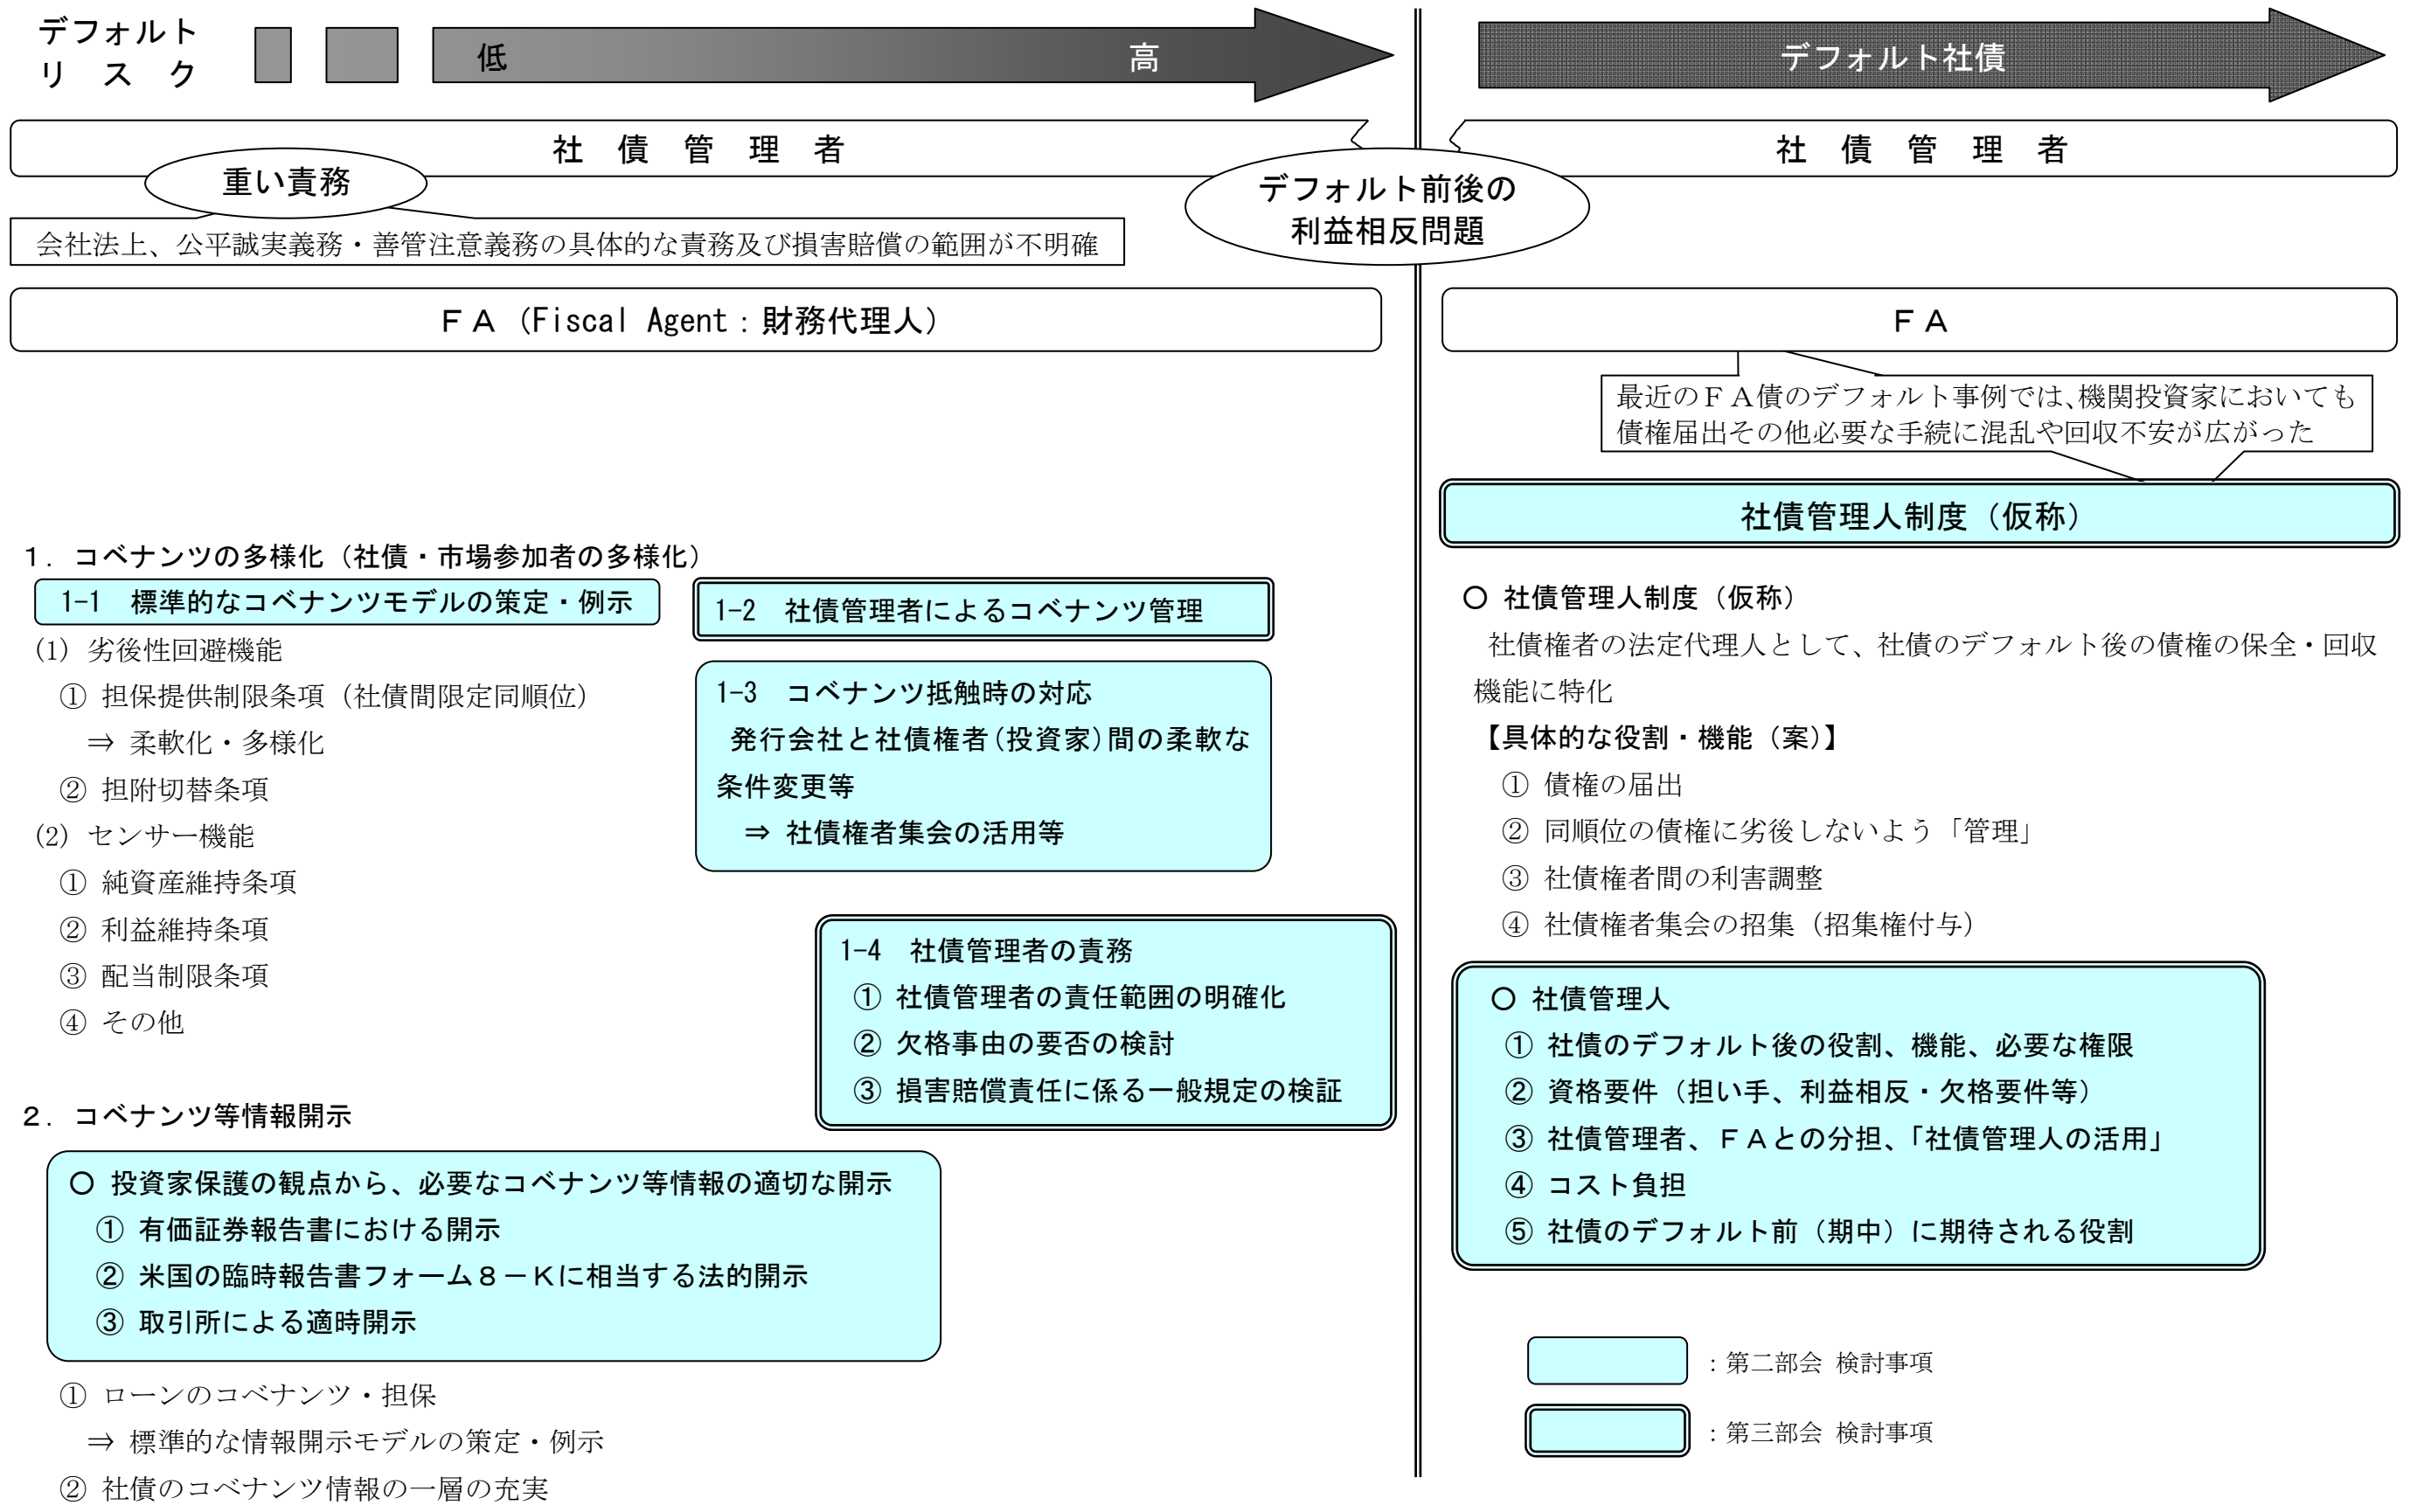 デフォルト
リスク
低
高
デフォルト社債
社債管理者
社債管理者
重い責務
デフォルト前後の
利益相反問題
会社法上、公平誠実義務・善管注意義務の具体的な責務及び損害賠償の範囲が不明確
ＦＡ（Fiscal Agent：財務代理人）
ＦＡ
最近のＦＡ債のデフォルト事例では、機関投資家においても
債権届出その他必要な手続に混乱や回収不安が広がった
社債管理人制度（仮称）
１．コベナンツの多様化（社債・市場参加者の多様化）
1-1 標準的なコベナンツモデルの策定・例示
(1) 劣後性回避機能
① 担保提供制限条項（社債間限定同順位）
⇒ 柔軟化・多様化
② 担附切替条項
(2) センサー機能
① 純資産維持条項
② 利益維持条項
③ 配当制限条項
④ その他
1-2 社債管理者によるコベナンツ管理
1-3 コベナンツ抵触時の対応
発行会社と社債権者（投資家）間の柔軟な
条件変更等
⇒ 社債権者集会の活用等
1-4 社債管理者の責務
① 社債管理者の責任範囲の明確化
② 欠格事由の要否の検討
③ 損害賠償責任に係る一般規定の検証
２．コベナンツ等情報開示
○ 投資家保護の観点から、必要なコベナンツ等情報の適切な開示
① 有価証券報告書における開示
② 米国の臨時報告書フォーム８－Ｋに相当する法的開示
③ 取引所による適時開示
① ローンのコベナンツ・担保
⇒ 標準的な情報開示モデルの策定・例示
② 社債のコベナンツ情報の一層の充実
○ 社債管理人制度（仮称）
社債権者の法定代理人として、社債のデフォルト後の債権の保全・回収
機能に特化
【具体的な役割・機能（案）】
① 債権の届出
② 同順位の債権に劣後しないよう「管理」
③ 社債権者間の利害調整
④ 社債権者集会の招集（招集権付与）
○ 社債管理人
① 社債のデフォルト後の役割、機能、必要な権限
② 資格要件（担い手、利益相反・欠格要件等）
③ 社債管理者、ＦＡとの分担、「社債管理人の活用」
④ コスト負担
⑤ 社債のデフォルト前（期中）に期待される役割
：第二部会 検討事項
：第三部会 検討事項